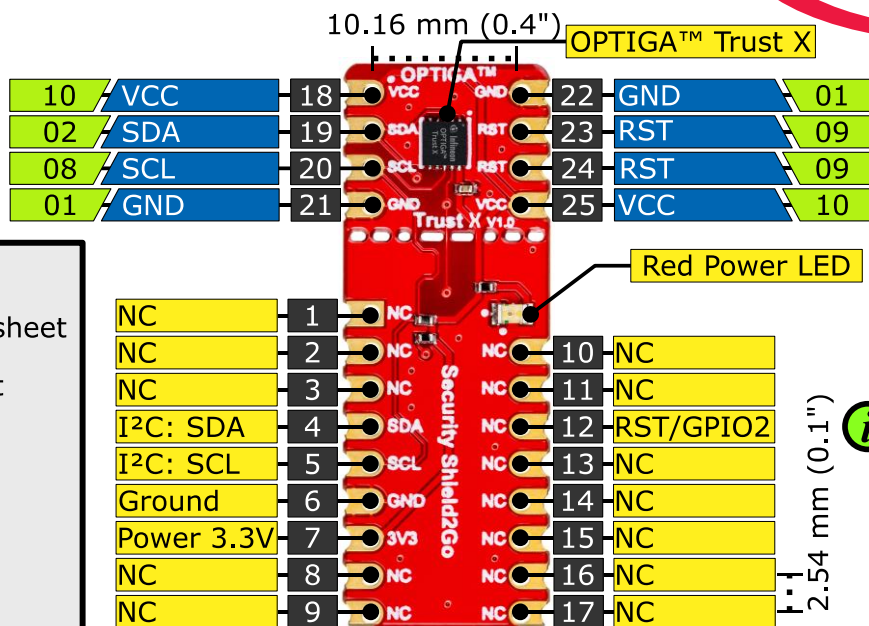 10.16 mm (0.4")
OPTIGA™ Trust X
OPTIGA™
10 VCC 18 VCC GND 22 GND 01
02 SDA 19 SDA RST 23 RST 09
Infineon
OPTIGA™
Trust X
08 SCL 20 SCL RST 24 RST 09
01 GND 21 GND VCC 25 VCC 10
Trust X V1.0
Red Power LED
sheet
t
NC 1 NC
NC 2 NC NC 10 NC
NC 3 NC NC 11 NC
I²C: SDA 4 SDA NC 12 RST/GPIO2
I²C: SCL 5 SCL NC 13 NC
Ground 6 GND NC 14 NC
Power 3.3V 7 3V3 NC 15 NC
NC 8 NC NC 16 NC
NC 9 NC NC 17 NC
Security Shield2Go
2.54 mm (0.1")
i